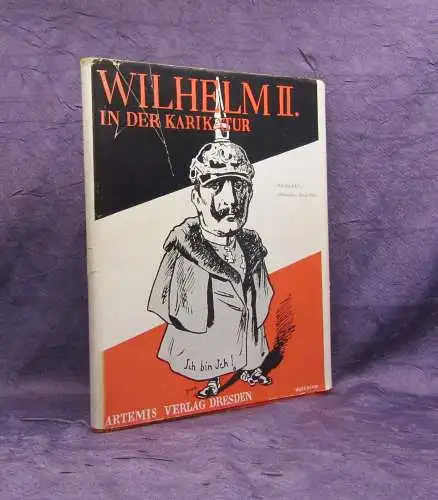 WILHELM II.
IN DER KARIKATUR
Ich bin Ich!
ARTEMIS VERLAG DRESDEN